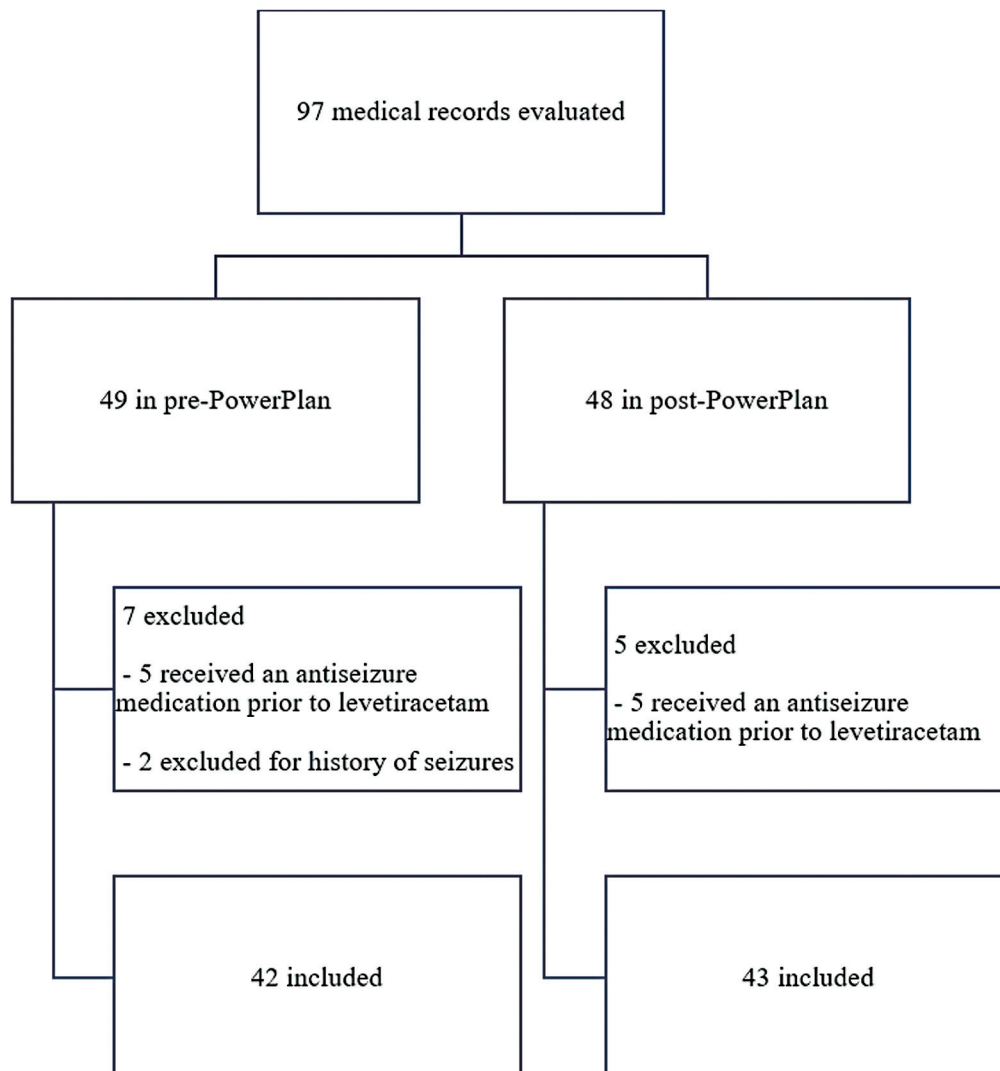 97 medical records evaluated
49 in pre-PowerPlan
48 in post-PowerPlan
7 excluded
- 5 received an antiseizure
medication prior to levetiracetam
- 2 excluded for history of seizures
5 excluded
- 5 received an antiseizure
medication prior to levetiracetam
42 included
43 included